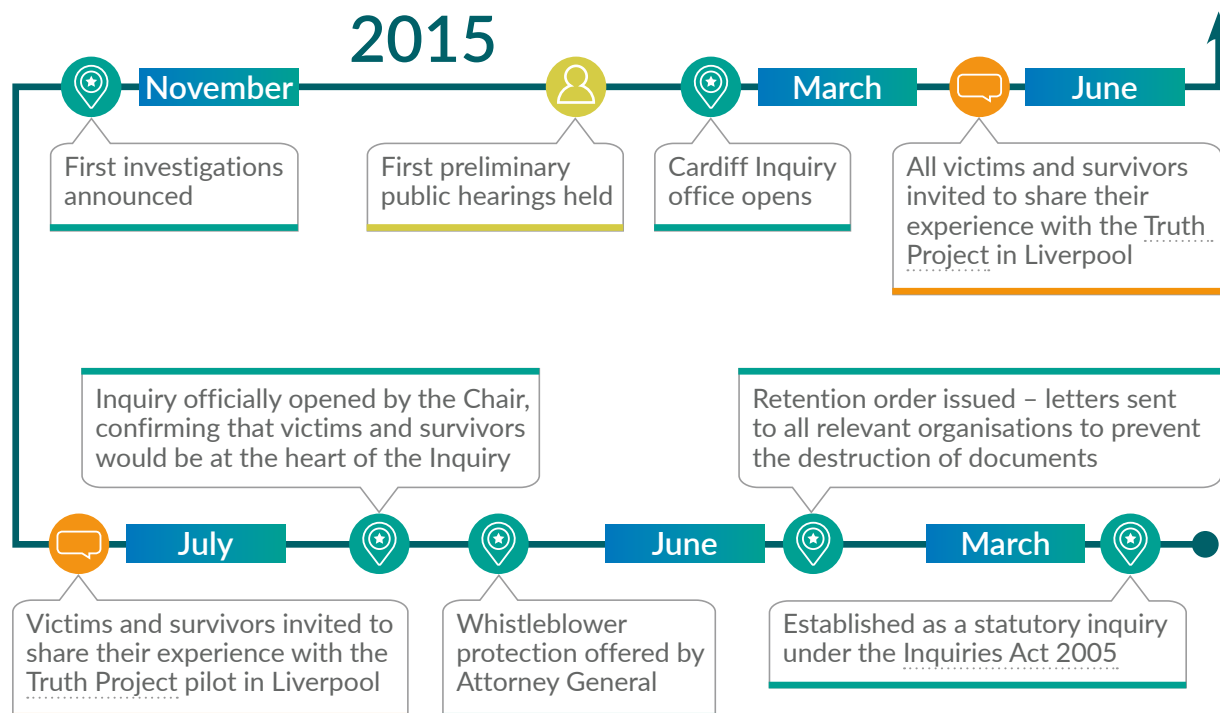 2015
November
March
June
First investigations
announced
First preliminary
public hearings held
Cardiff Inquiry
office opens
All victims and survivors
invited to share their
experience with the Truth
Project in Liverpool
Inquiry officially opened by the Chair,
confirming that victims and survivors
would be at the heart of the Inquiry
Retention order issued – letters sent
to all relevant organisations to prevent
the destruction of documents
July
June
March
Victims and survivors invited to
share their experience with the
Truth Project pilot in Liverpool
Whistleblower
protection offered by
Attorney General
Established as a statutory inquiry
under the Inquiries Act 2005